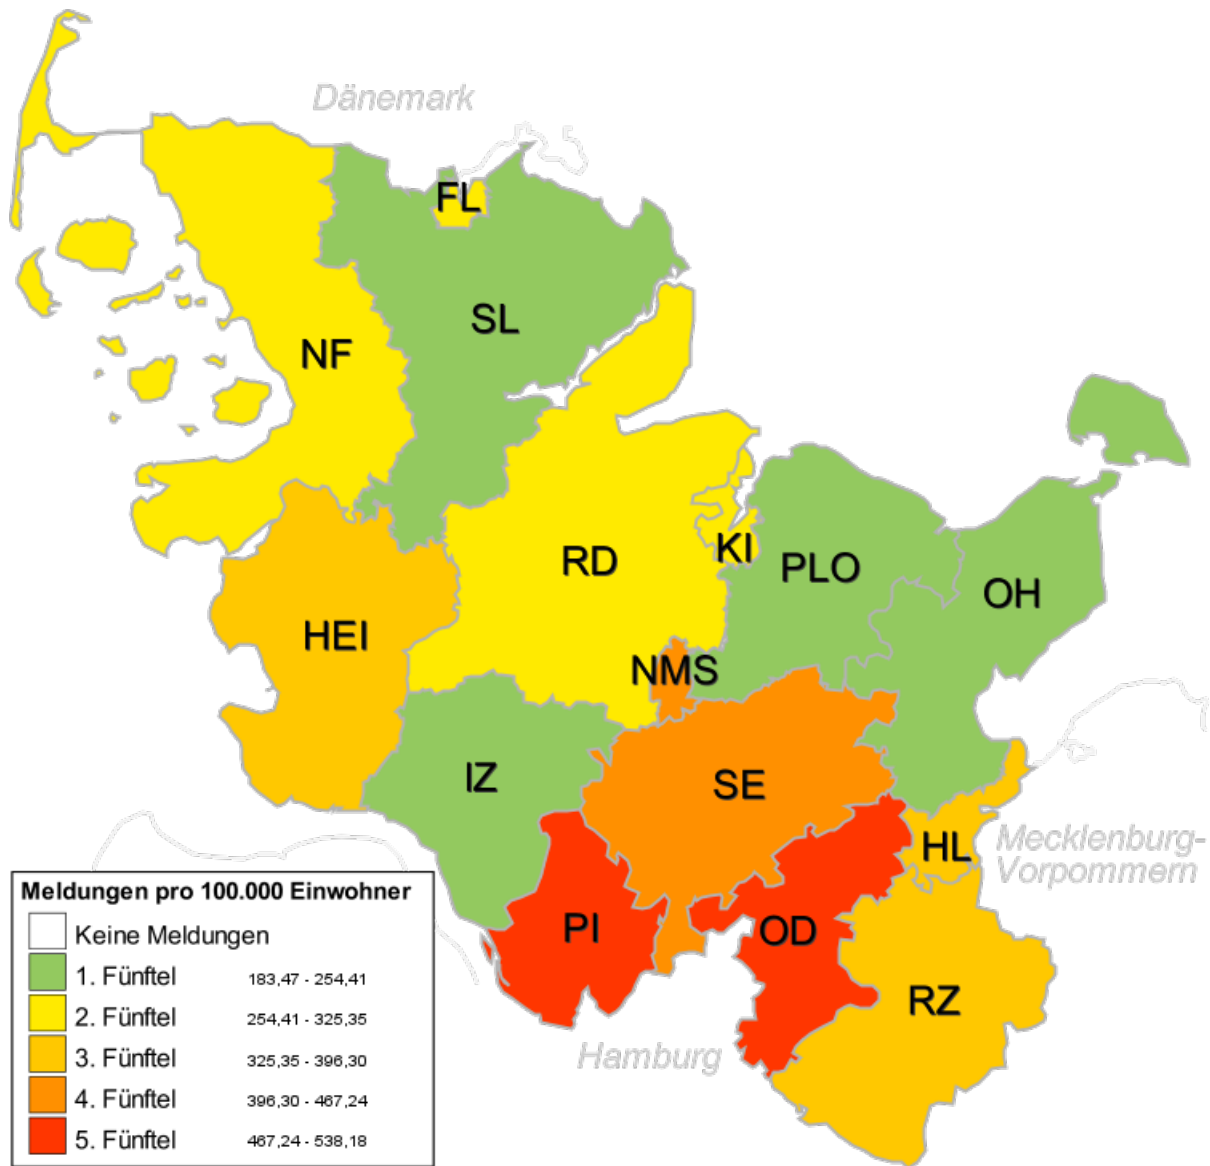 Dänemark
FL
SL
NF
RD
KI
PLO
OH
HEI
NMS
IZ
SE
HL
Mecklenburg-
Vorpommern
PI
OD
RZ
Hamburg
Meldungen pro 100.000 Einwohner
Keine Meldungen
1. Fünftel 183,47 - 254,41
2. Fünftel 254,41 - 325,35
3. Fünftel 325,35 - 396,30
4. Fünftel 396,30 - 467,24
5. Fünftel 467,24 - 538,18